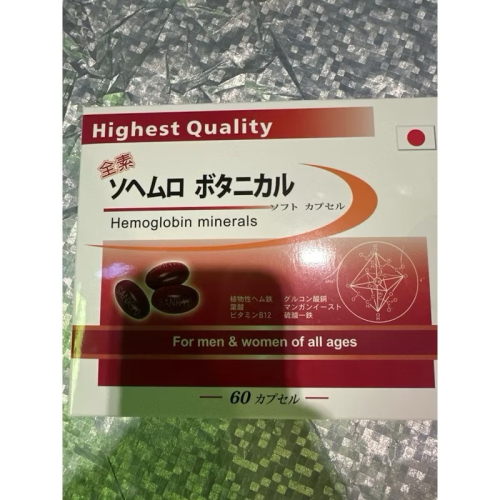 Highest Quality
全素
ソヘムロ ボタニカル
ソフト カプセル
Hemoglobin minerals
植物性ヘム鉄 グルコン酸銅
葉酸 マンガンイースト
ビタミンB12 硫酸一鉄
For men & women of all ages
60 カプセル